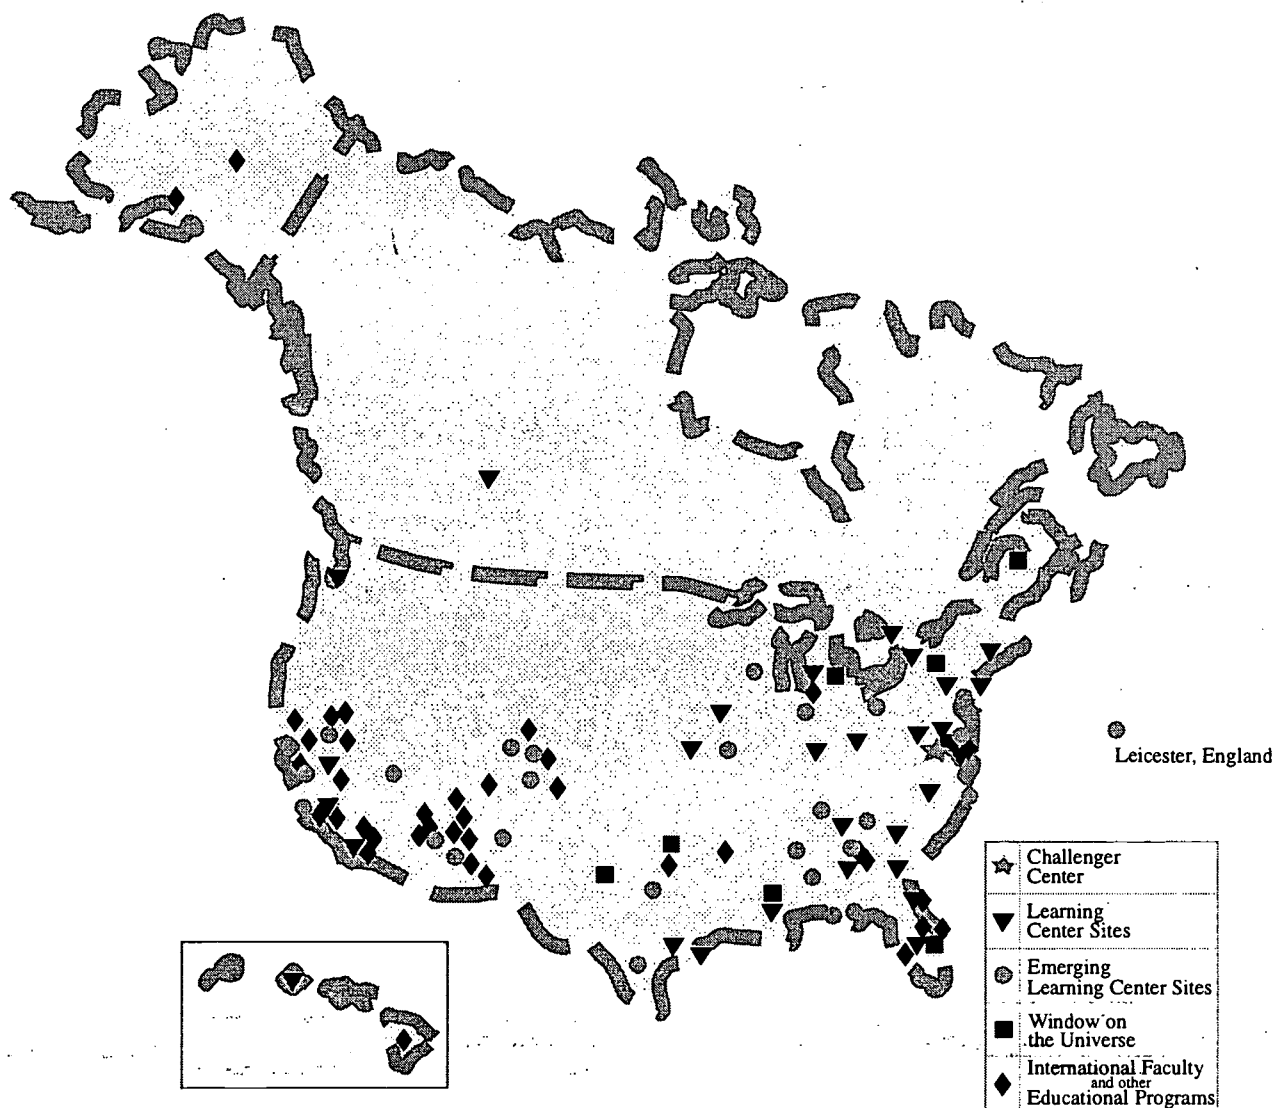 Leicester, England
Challenger
Center
Learning
Center Sites
Emerging
Learning Center Sites
Window on
the Universe
International Faculty
and other
Educational Programs